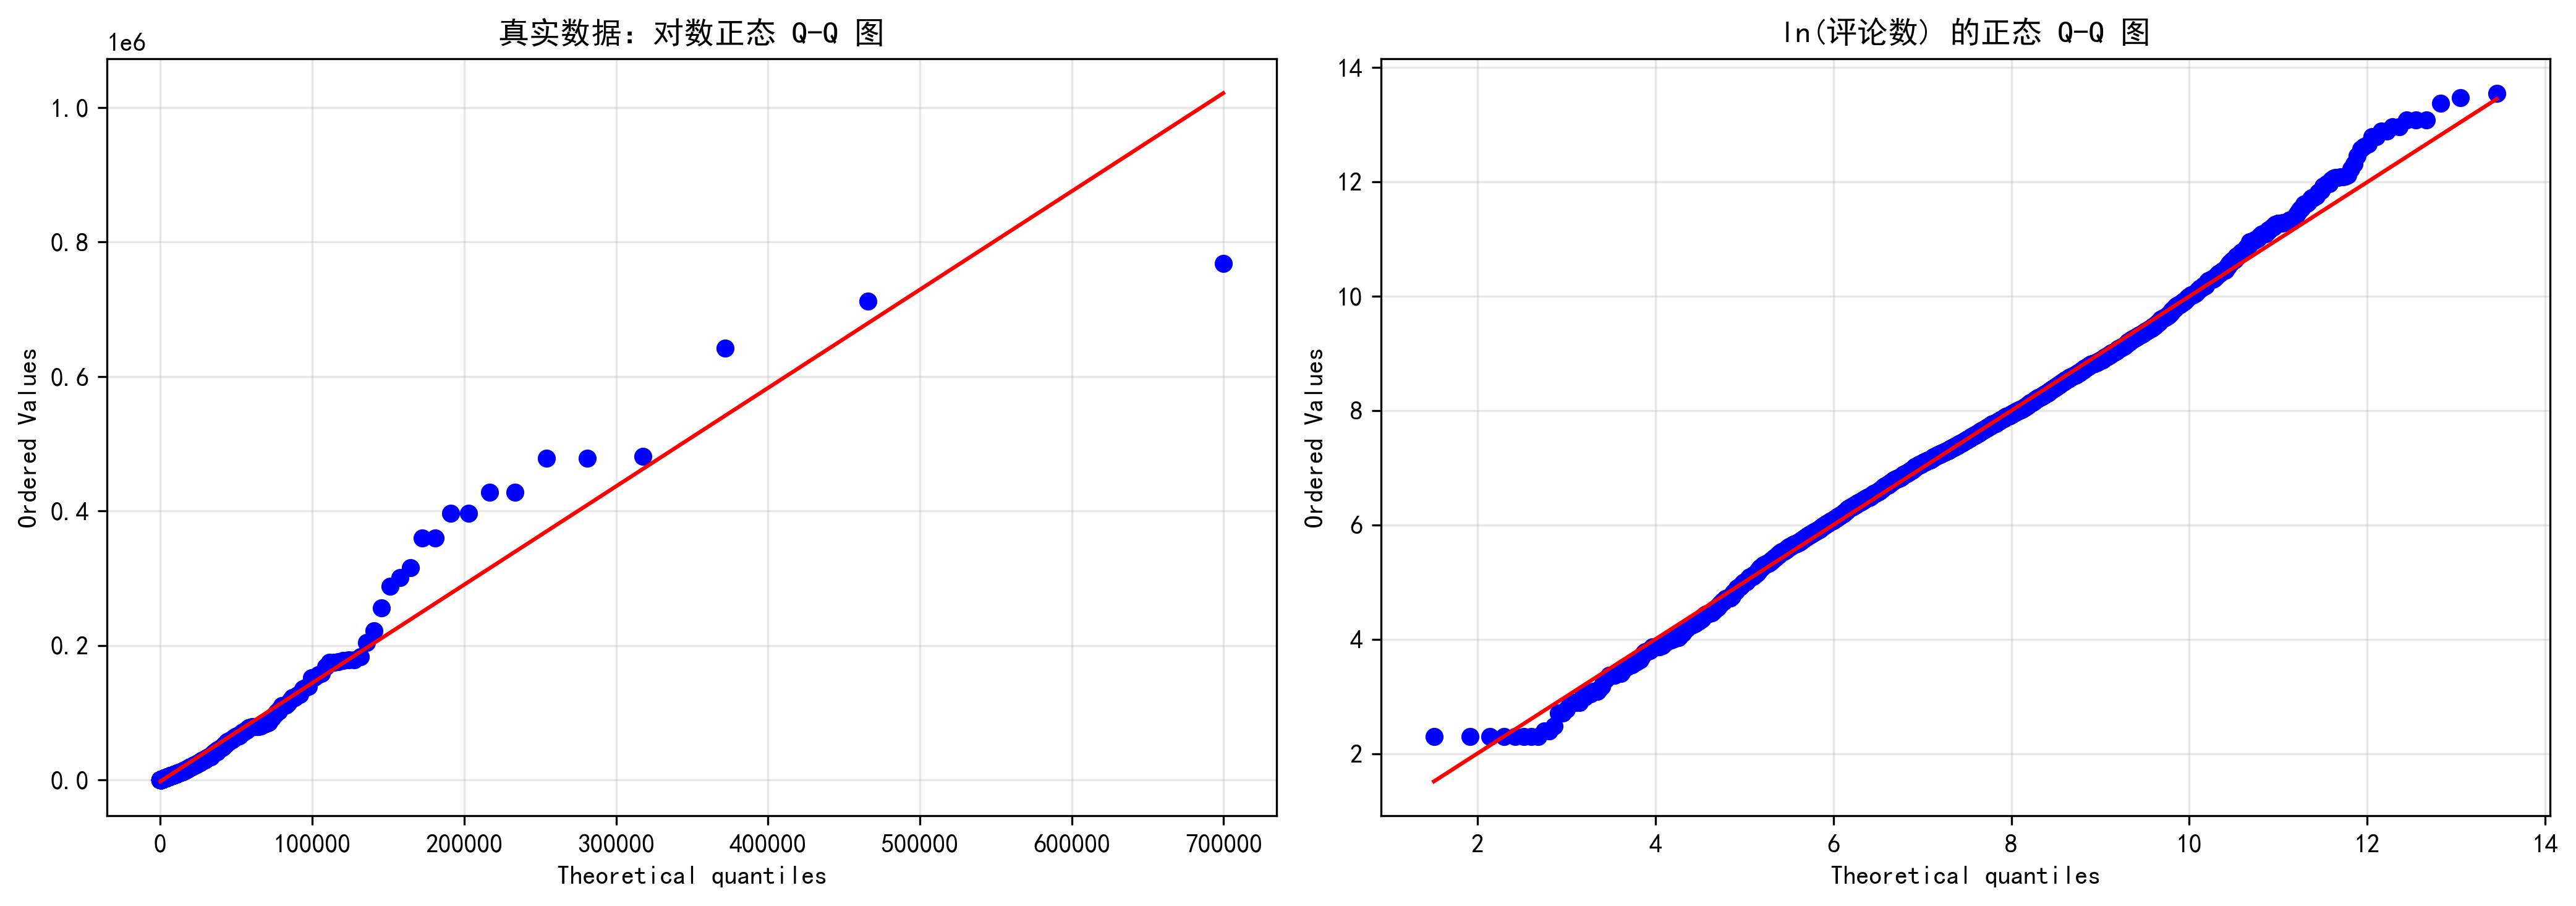 真实数据：对数正态 Q-Q 图
1e6
1.0
0.8
0.6
0.4
0.2
0.0
Ordered Values
0 100000 200000 300000 400000 500000 600000 700000
Theoretical quantiles
ln(评论数) 的正态 Q-Q 图
14
12
10
8
6
4
2
Ordered Values
2 4 6 8 10 12 14
Theoretical quantiles